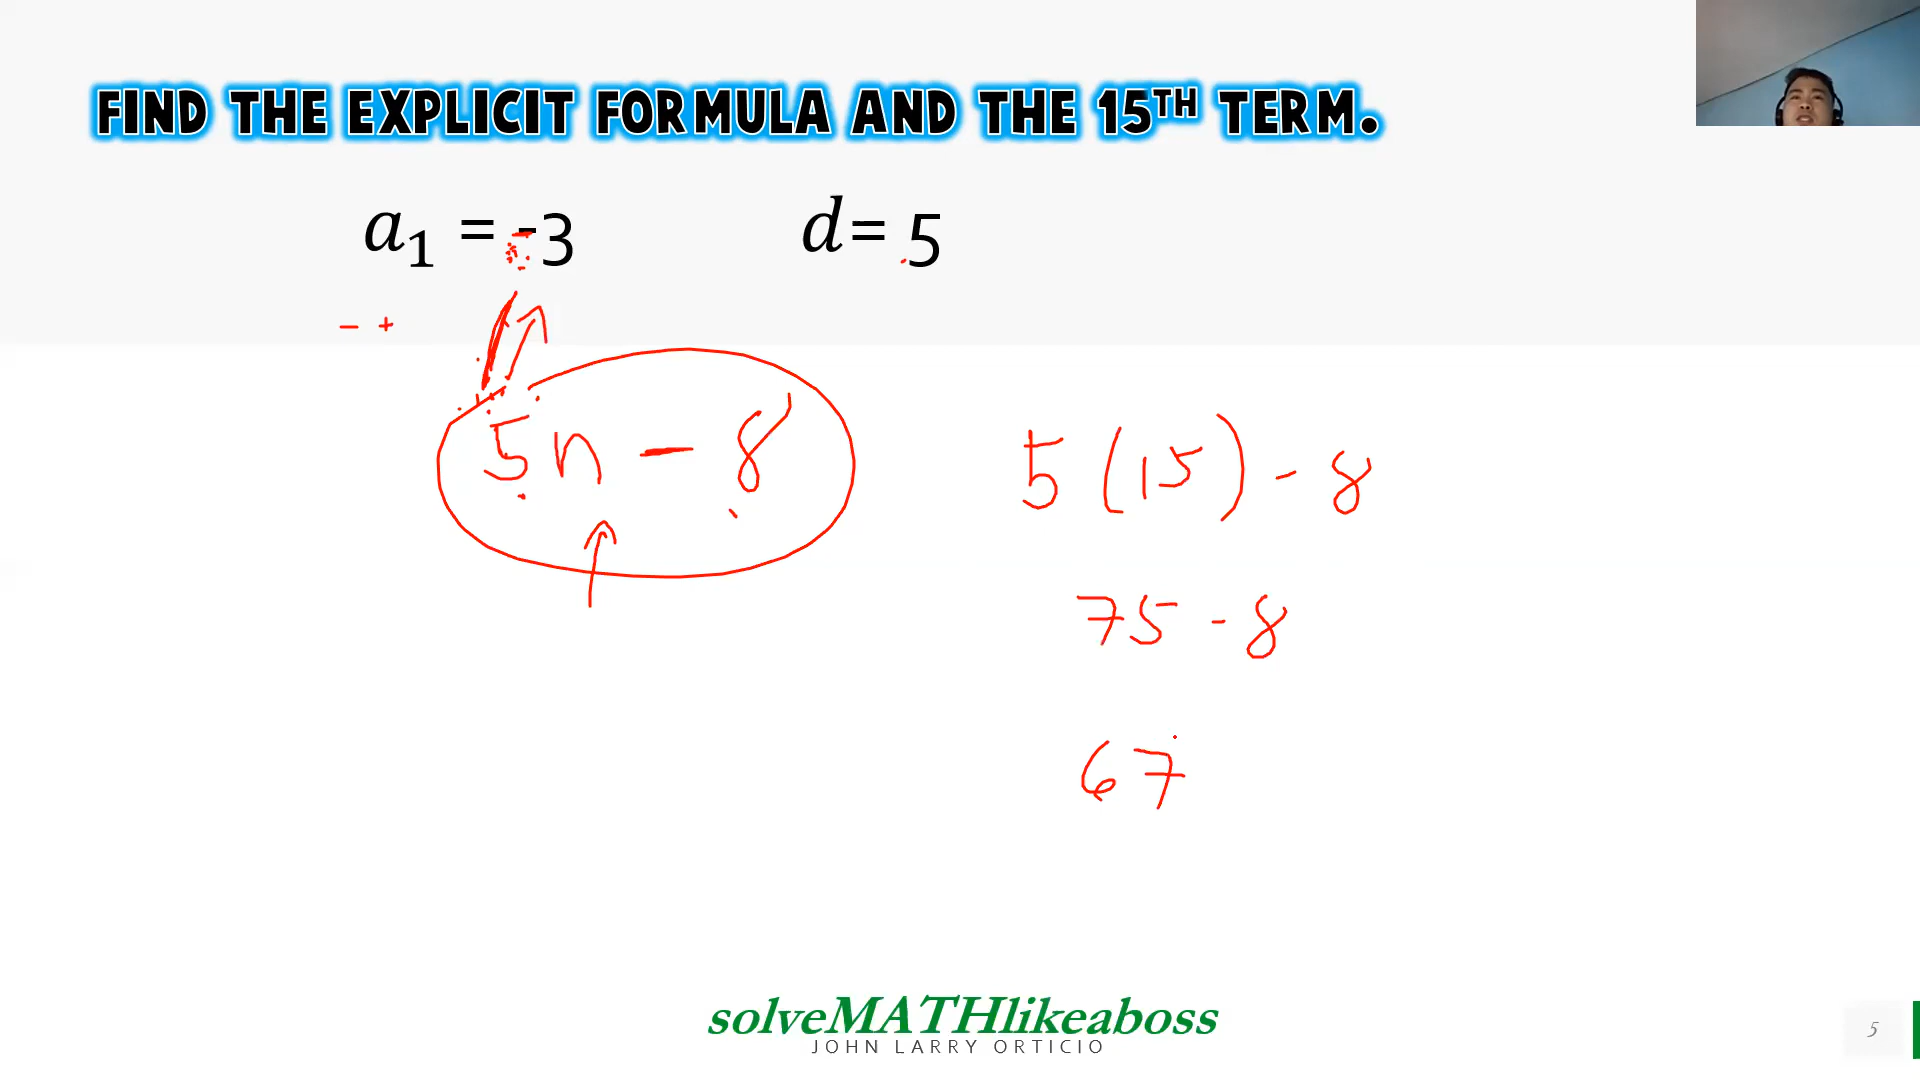 FIND THE EXPLICIT FORMULA AND THE 15TH TERM.
a1 = -3 d= 5
- +
5n - 8
5 (15) - 8
75 - 8
67
solveMATHlikeaboss
JOHN LARRY ORTICIO
5